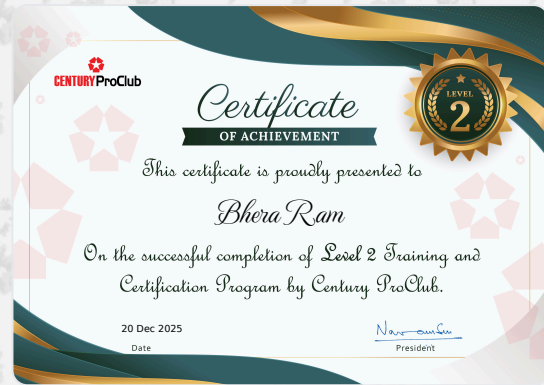 CENTURY ProClub
LEVEL
2
Certificate
OF ACHIEVEMENT
This certificate is proudly presented to
Bhera Ram
On the successful completion of Level 2 Training and
Certification Program by Century ProClub.
20 Dec 2025
Date
President